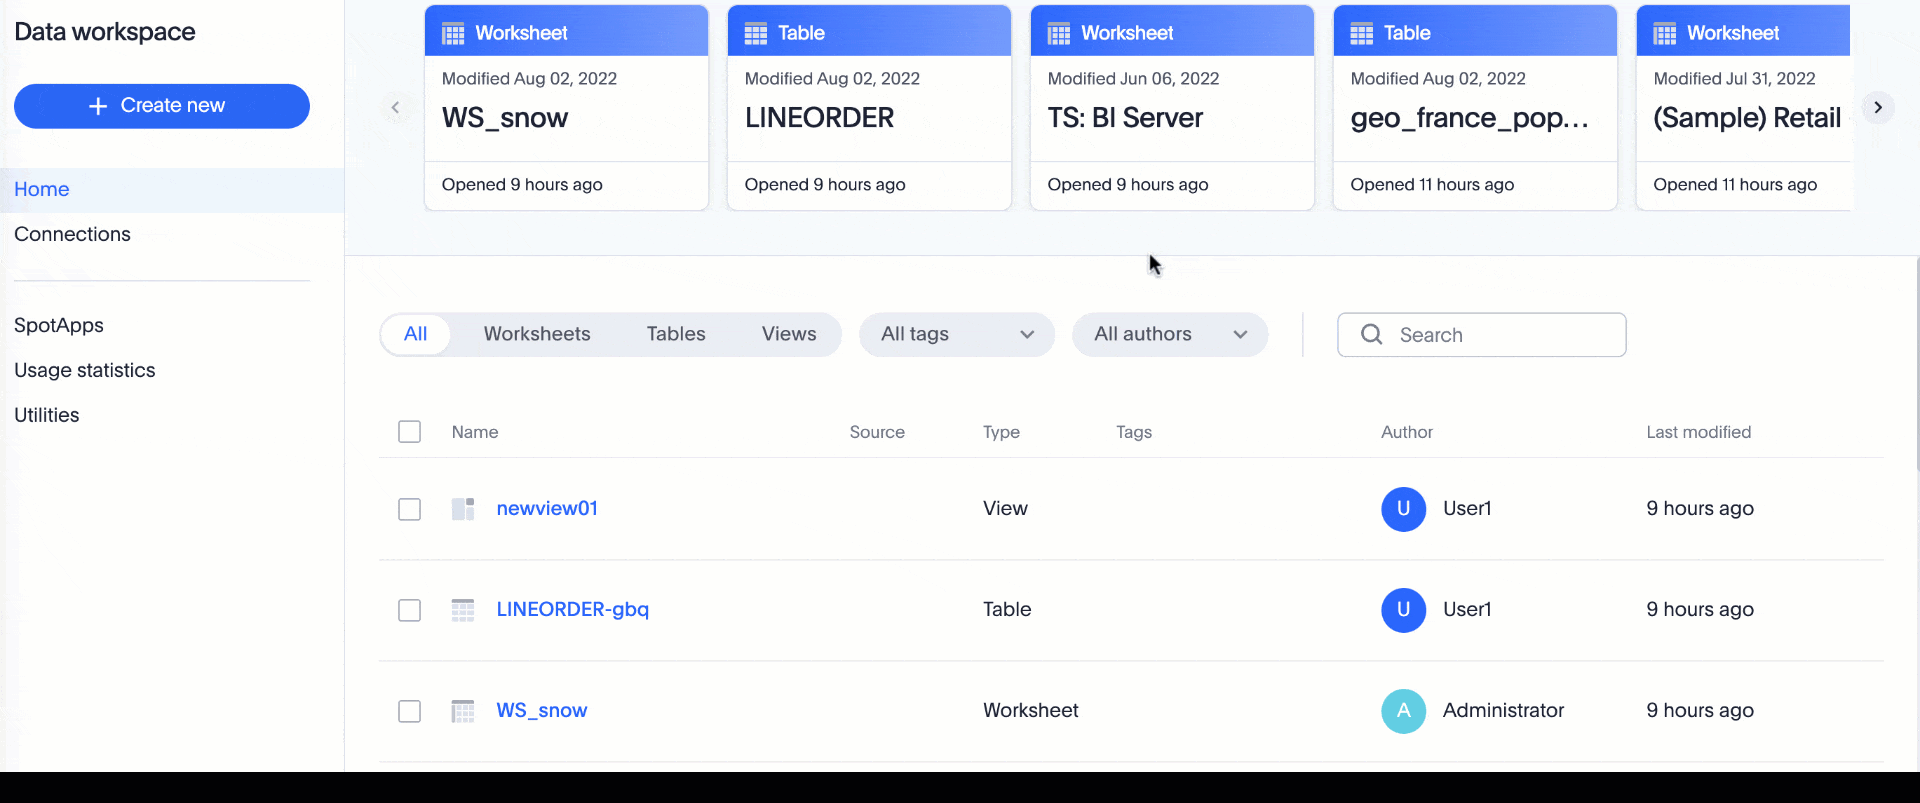 Data workspace
Create new
Home
Connections
SpotApps
Usage statistics
Utilities
Worksheet
Modified Aug 02, 2022
WS_snow
Opened 9 hours ago
Table
Modified Aug 02, 2022
LINEORDER
Opened 9 hours ago
Worksheet
Modified Jun 06, 2022
TS: BI Server
Opened 9 hours ago
Table
Modified Aug 02, 2022
geo_france_pop...
Opened 11 hours ago
Worksheet
Modified Jul 31, 2022
(Sample) Retail
Opened 11 hours ago
All Worksheets Tables Views All tags All authors Search
Name Source Type Tags Author Last modified
newview01 View U User1 9 hours ago
LINEORDER-gbq Table U User1 9 hours ago
WS_snow Worksheet A Administrator 9 hours ago